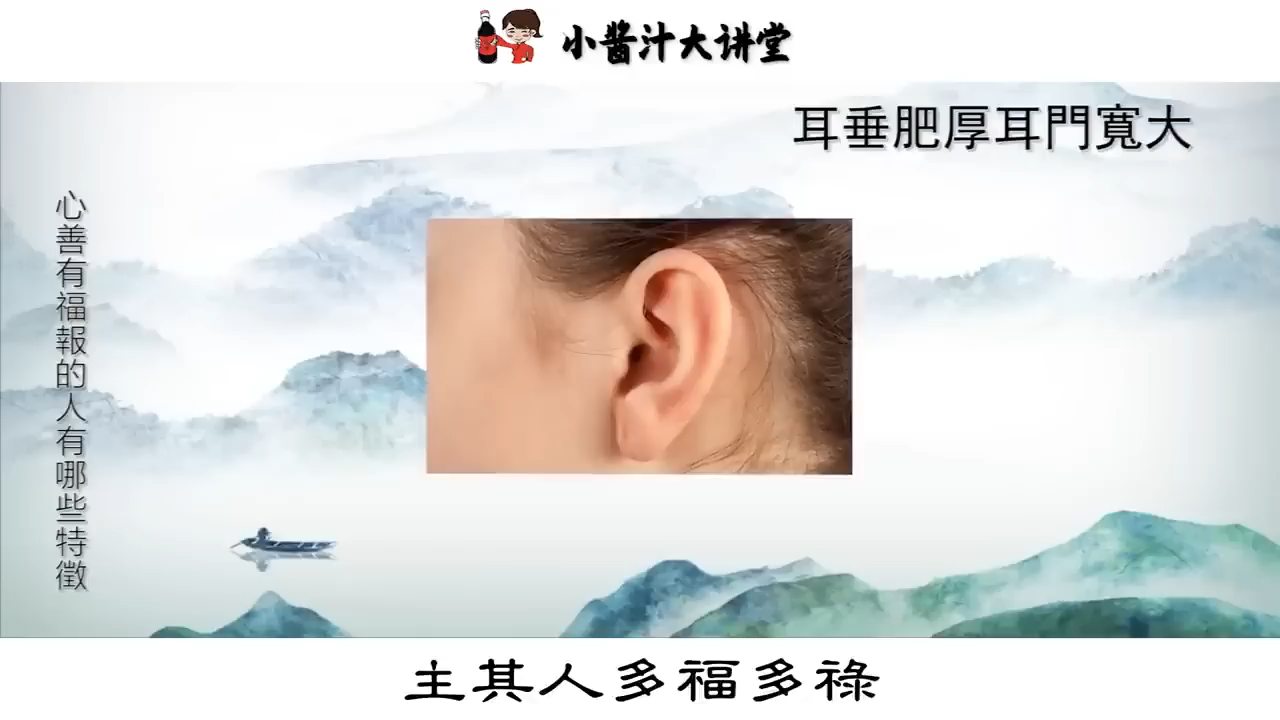 小醬汁大讲堂
耳垂肥厚耳門寬大
心善有福報的人有哪些特徵
主其人多福多祿